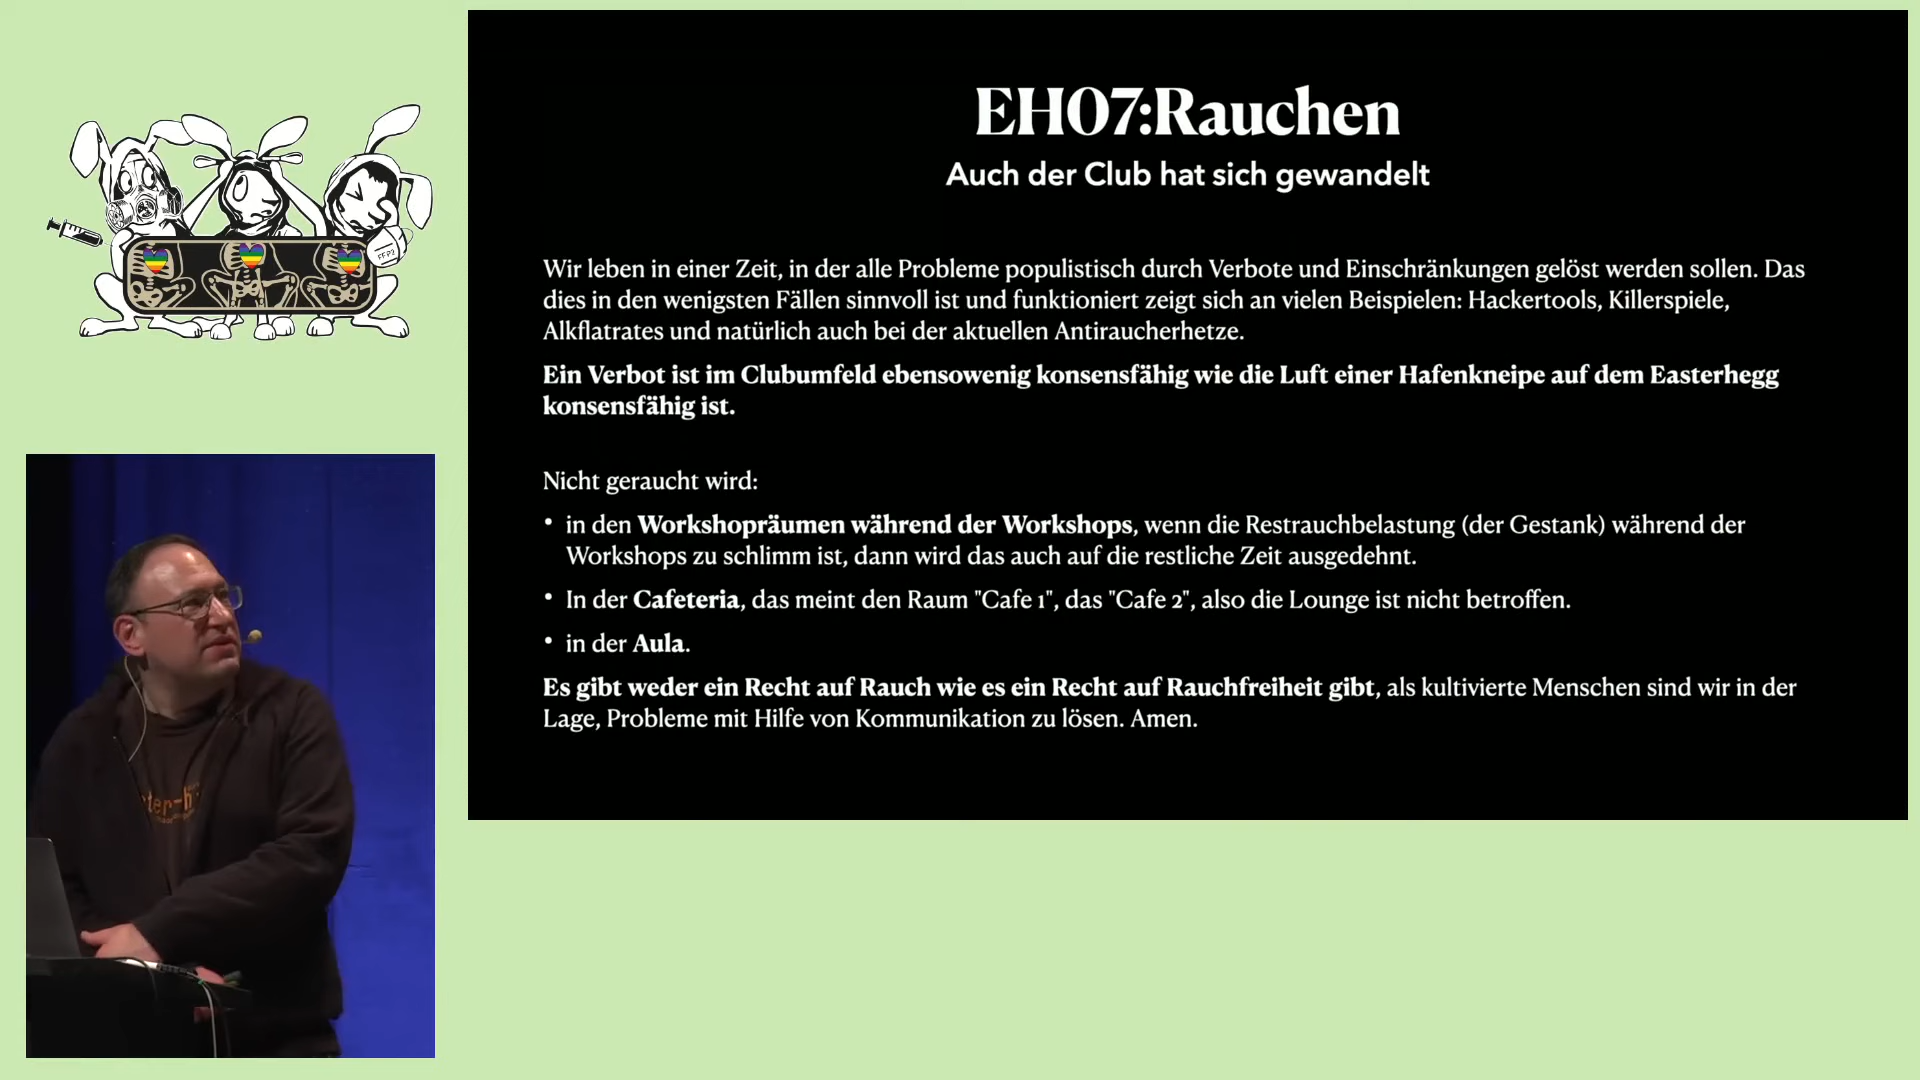 EH07:Rauchen
Auch der Club hat sich gewandelt
Wir leben in einer Zeit, in der alle Probleme populistisch durch Verbote und Einschränkungen gelöst werden sollen. Das
dies in den wenigsten Fällen sinnvoll ist und funktioniert zeigt sich an vielen Beispielen: Hackertools, Killerspiele,
Alkflatrates und natürlich auch bei der aktuellen Antiraucherhetze.
Ein Verbot ist im Clubumfeld ebensowenig konsensfähig wie die Luft einer Hafenkneipe auf dem Easterhegg
konsensfähig ist.
Nicht geraucht wird:
• in den Workshopräumen während der Workshops, wenn die Restrauchbelastung (der Gestank) während der
Workshops zu schlimm ist, dann wird das auch auf die restliche Zeit ausgedehnt.
• In der Cafeteria, das meint den Raum "Cafe 1", das "Cafe 2", also die Lounge ist nicht betroffen.
• in der Aula.
Es gibt weder ein Recht auf Rauch wie es ein Recht auf Rauchfreiheit gibt, als kultivierte Menschen sind wir in der
Lage, Probleme mit Hilfe von Kommunikation zu lösen. Amen.
FFP2